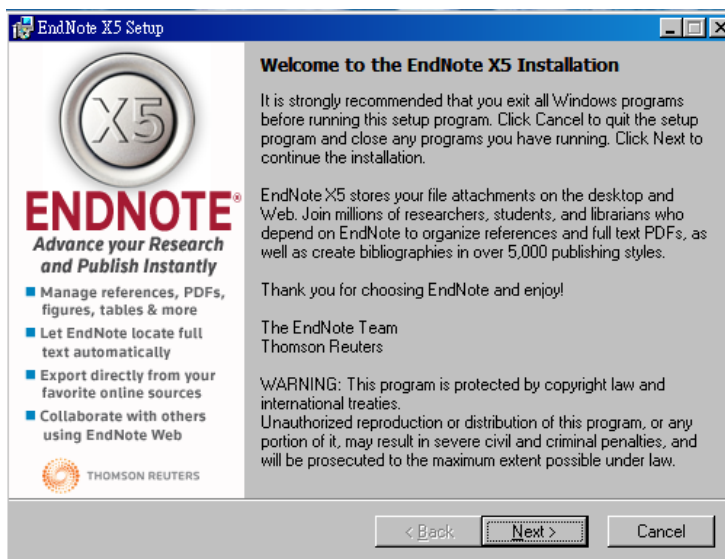 EndNote X5 Setup
X5
ENDNOTE®
Advance your Research
and Publish Instantly
Manage references, PDFs,
figures, tables & more
Let EndNote locate full
text automatically
Export directly from your
favorite online sources
Collaborate with others
using EndNote Web
THOMSON REUTERS
Welcome to the EndNote X5 Installation
It is strongly recommended that you exit all Windows programs
before running this setup program. Click Cancel to quit the setup
program and close any programs you have running. Click Next to
continue the installation.
EndNote X5 stores your file attachments on the desktop and
Web. Join millions of researchers, students, and librarians who
depend on EndNote to organize references and full text PDFs, as
well as create bibliographies in over 5,000 publishing styles.
Thank you for choosing EndNote and enjoy!
The EndNote Team
Thomson Reuters
WARNING: This program is protected by copyright law and
international treaties.
Unauthorized reproduction or distribution of this program, or any
portion of it, may result in severe civil and criminal penalties, and
will be prosecuted to the maximum extent possible under law.
< Back Next > Cancel